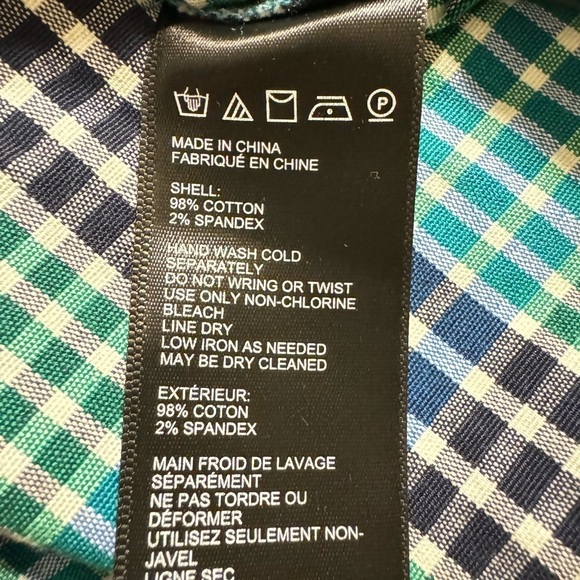 P
MADE IN CHINA
FABRIQUÉ EN CHINE
SHELL:
98% COTTON
2% SPANDEX
HAND WASH COLD
SEPARATELY
DO NOT WRING OR TWIST
USE ONLY NON-CHLORINE
BLEACH
LINE DRY
LOW IRON AS NEEDED
MAY BE DRY CLEANED
EXTÉRIEUR:
98% COTON
2% SPANDEX
MAIN FROID DE LAVAGE
SÉPARÉMENT
NE PAS TORDRE OU
DÉFORMER
UTILISEZ SEULEMENT NON-
JAVEL
LIGNE SEC